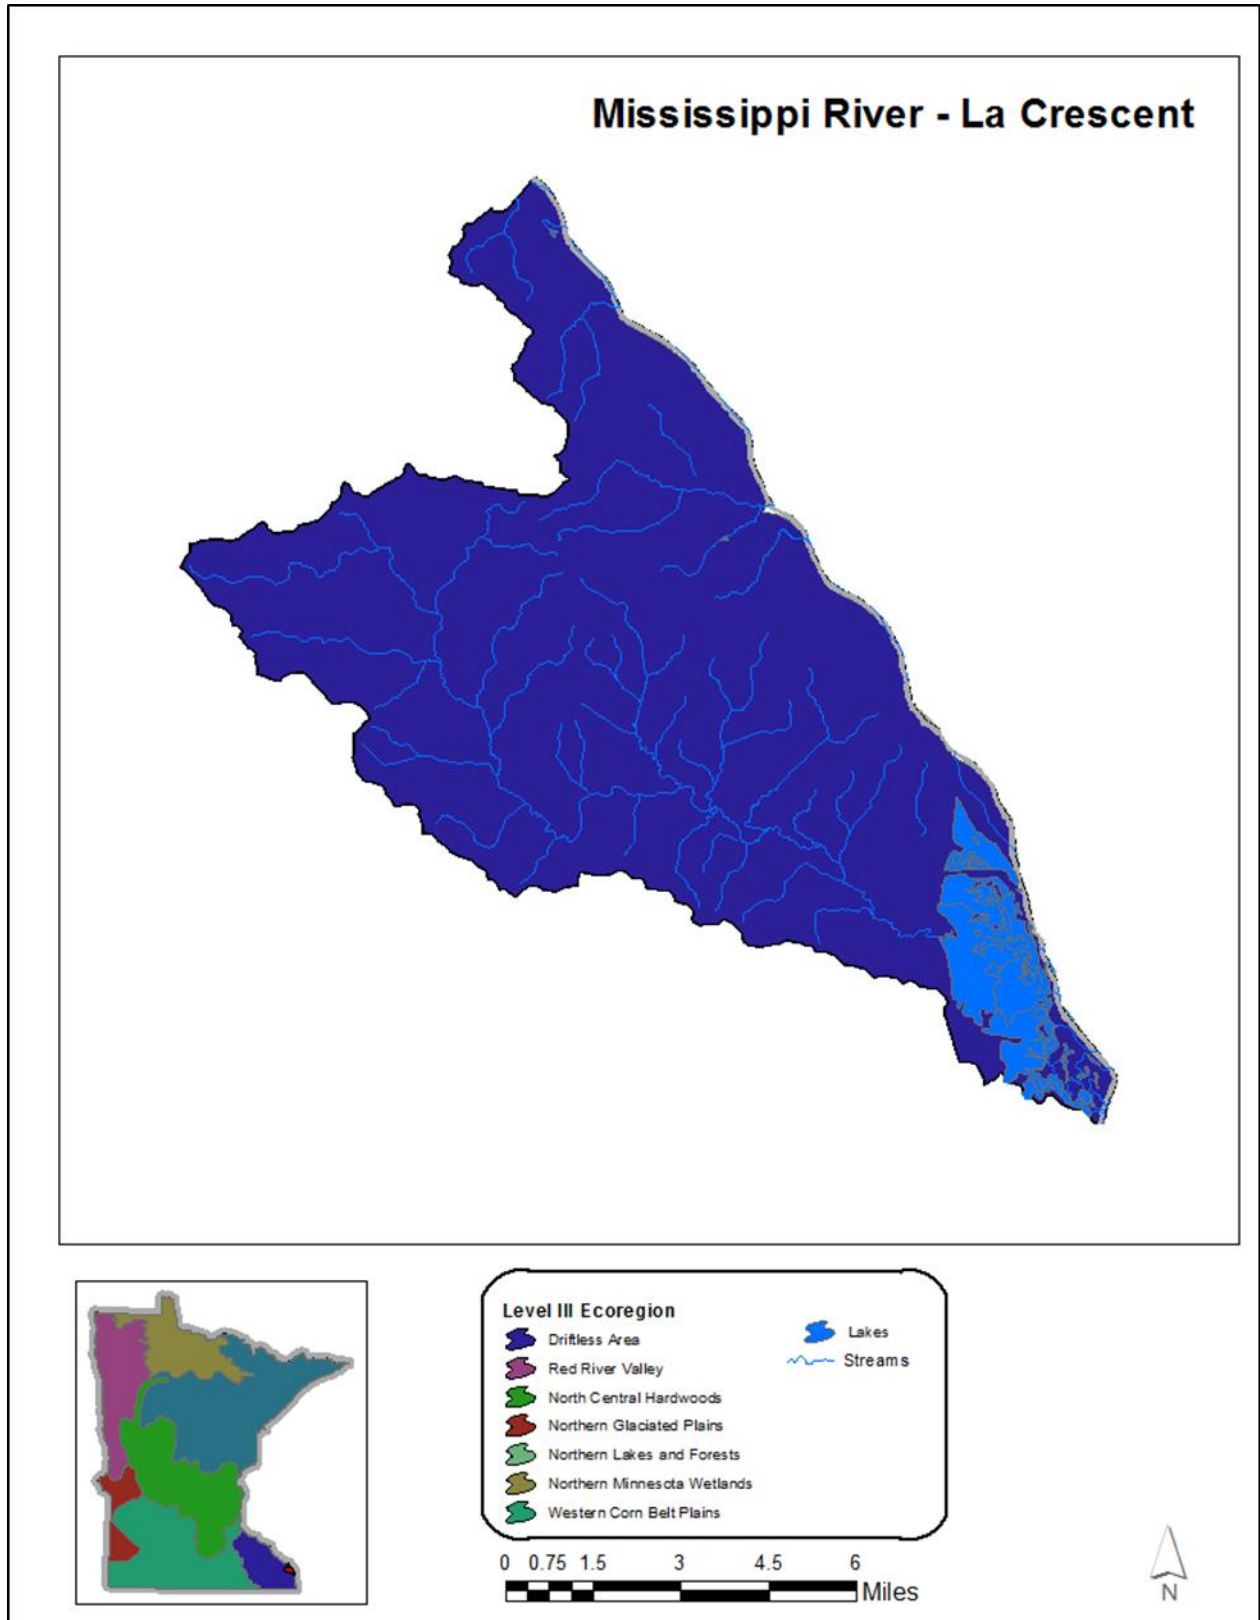 Mississippi River - La Crescent
Level III Ecoregion
Driftless Area
Red River Valley
North Central Hardwoods
Northern Glaciated Plains
Northern Lakes and Forests
Northern Minnesota Wetlands
Western Corn Belt Plains
Lakes
Streams
0 0.75 1.5 3 4.5 6
Miles
N